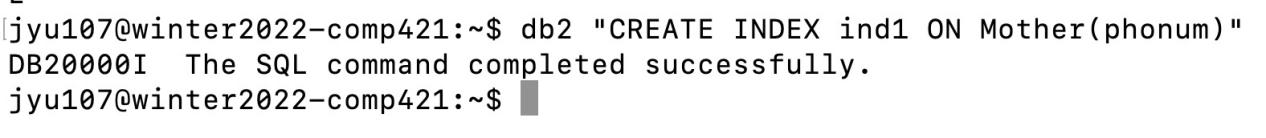 [jyu107@winter2022-comp421:~$ db2 "CREATE INDEX ind1 ON Mother(phonum)"
DB20000I  The SQL command completed successfully.
jyu107@winter2022-comp421:~$